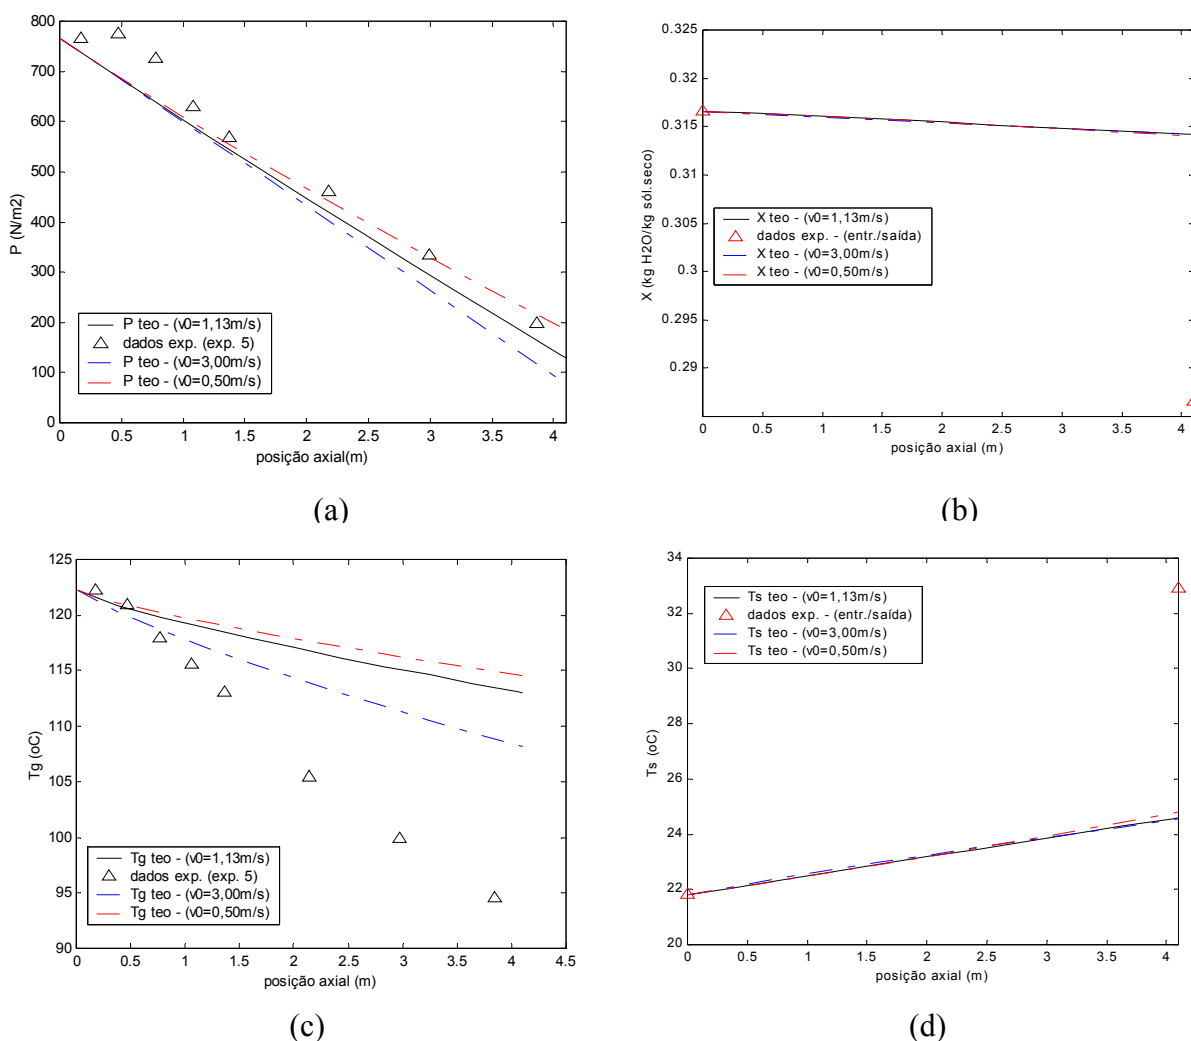 800
700
600
500
400
300
200
100
0
P (N/m2)
P teo - (v0=1,13m/s)
dados exp. (exp. 5)
P teo - (v0=3,00m/s)
P teo - (v0=0,50m/s)
0 0.5 1 1.5 2 2.5 3 3.5 4
posição axial(m)
(a)
0.325
0.32
0.315
0.31
0.305
0.3
0.295
0.29
X (kg H2O/kg sól.seco)
X teo - (v0=1,13m/s)
dados exp. - (entr./saída)
X teo - (v0=3,00m/s)
X teo - (v0=0,50m/s)
0 0.5 1 1.5 2 2.5 3 3.5 4
posição axial (m)
(b)
125
120
115
110
105
100
95
90
Tg (oC)
Tg teo - (v0=1,13m/s)
dados exp. (exp. 5)
Tg teo - (v0=3,00m/s)
Tg teo - (v0=0,50m/s)
0 0.5 1 1.5 2 2.5 3 3.5 4 4.5
posição axial (m)
(c)
34
32
30
28
26
24
22
20
Ts (oC)
Ts teo - (v0=1,13m/s)
dados exp. - (entr./saída)
Ts teo - (v0=3,00m/s)
Ts teo - (v0=0,50m/s)
0 0.5 1 1.5 2 2.5 3 3.5 4
posição axial (m)
(d)